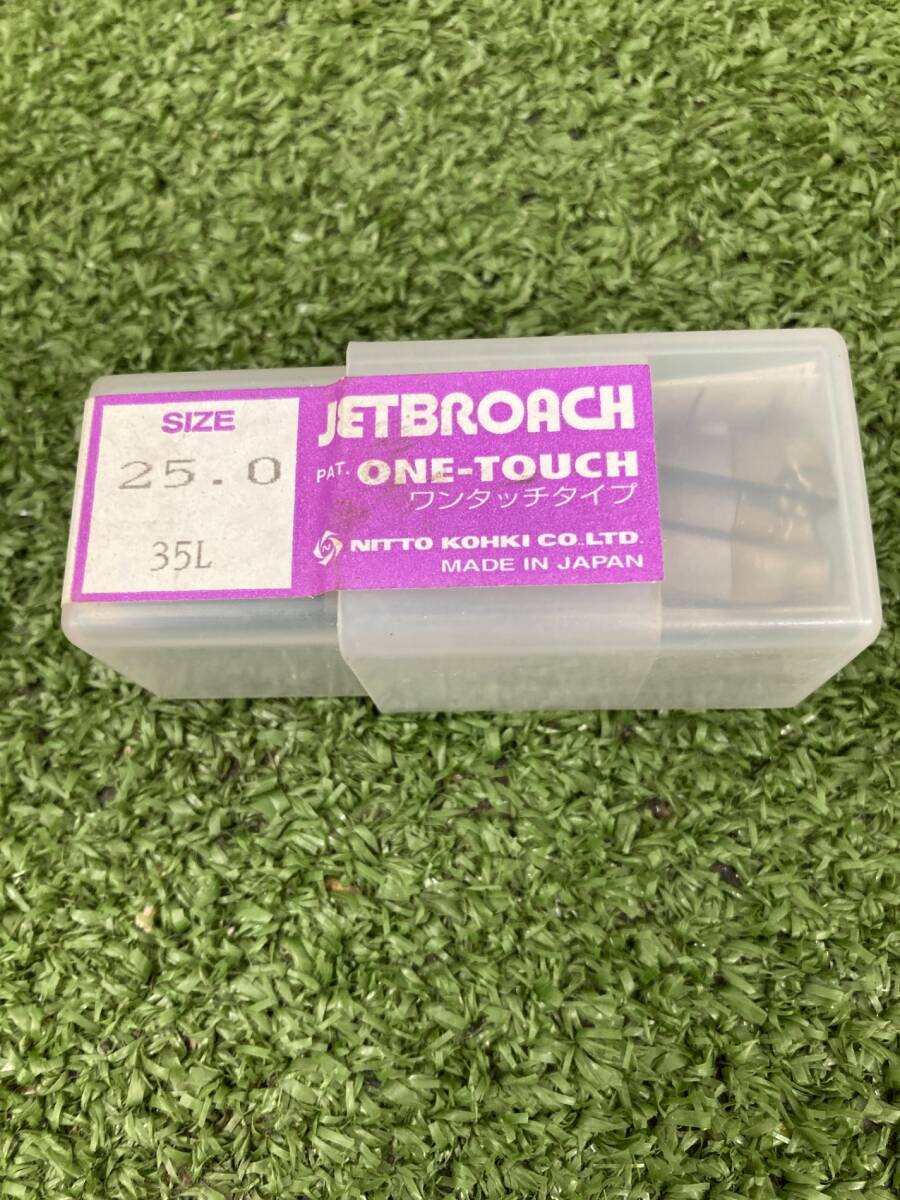 SIZE
25.0
35L
JETBROACH
PAT. ONE-TOUCH
ワンタッチタイプ
NITTO KOHKI CO.,LTD.
MADE IN JAPAN